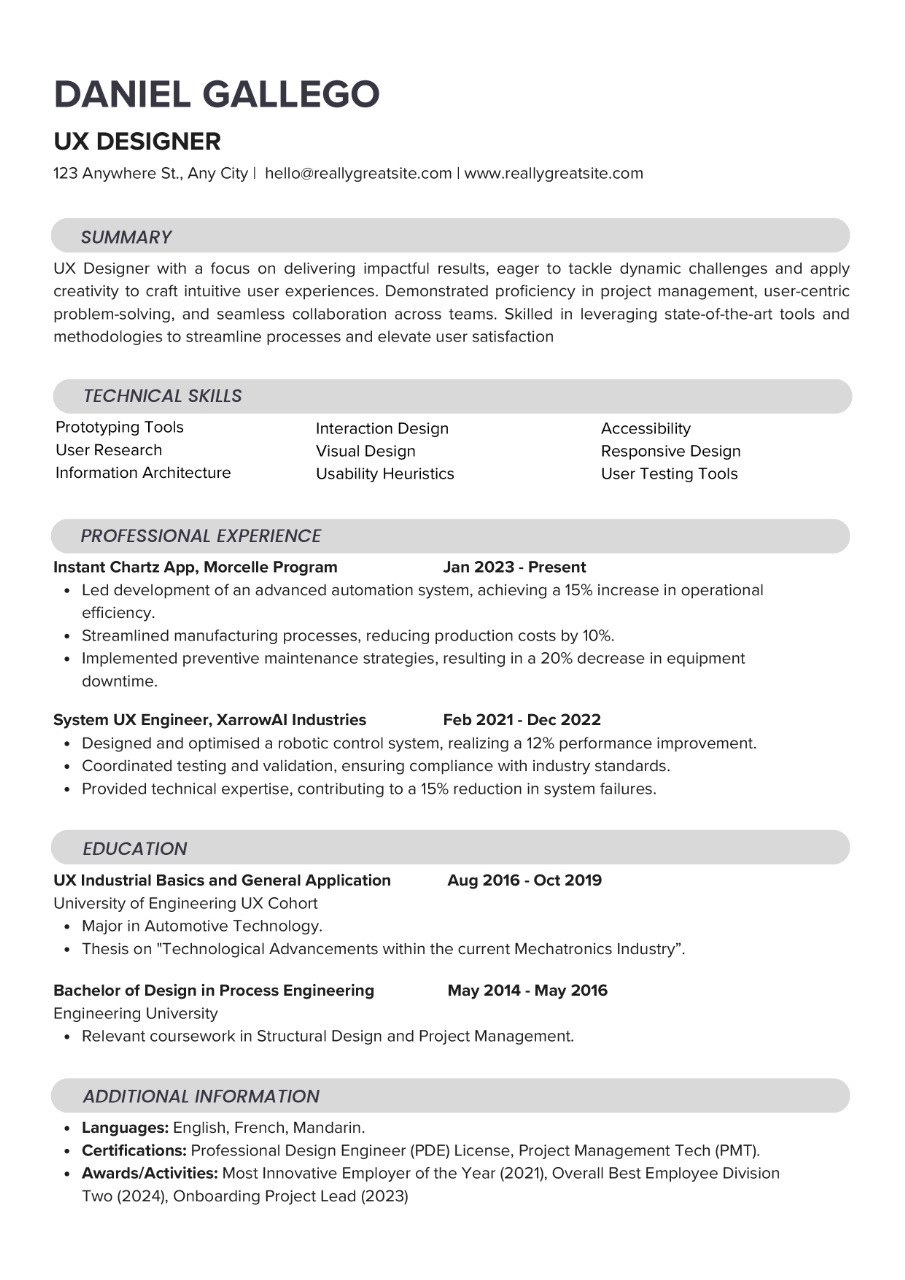 DANIEL GALLEGO
UX DESIGNER
123 Anywhere St., Any City | hello@reallygreatsite.com | www.reallygreatsite.com
SUMMARY
UX Designer with a focus on delivering impactful results, eager to tackle dynamic challenges and apply
creativity to craft intuitive user experiences. Demonstrated proficiency in project management, user-centric
problem-solving, and seamless collaboration across teams. Skilled in leveraging state-of-the-art tools and
methodologies to streamline processes and elevate user satisfaction
TECHNICAL SKILLS
Prototyping Tools
User Research
Information Architecture
Interaction Design
Visual Design
Usability Heuristics
Accessibility
Responsive Design
User Testing Tools
PROFESSIONAL EXPERIENCE
Instant Chartz App, Morcelle Program Jan 2023 - Present
• Led development of an advanced automation system, achieving a 15% increase in operational
efficiency.
• Streamlined manufacturing processes, reducing production costs by 10%.
• Implemented preventive maintenance strategies, resulting in a 20% decrease in equipment
downtime.
System UX Engineer, XarrowAI Industries Feb 2021 - Dec 2022
• Designed and optimised a robotic control system, realizing a 12% performance improvement.
• Coordinated testing and validation, ensuring compliance with industry standards.
• Provided technical expertise, contributing to a 15% reduction in system failures.
EDUCATION
UX Industrial Basics and General Application Aug 2016 - Oct 2019
University of Engineering UX Cohort
• Major in Automotive Technology.
• Thesis on "Technological Advancements within the current Mechatronics Industry”.
Bachelor of Design in Process Engineering May 2014 - May 2016
Engineering University
• Relevant coursework in Structural Design and Project Management.
ADDITIONAL INFORMATION
• Languages: English, French, Mandarin.
• Certifications: Professional Design Engineer (PDE) License, Project Management Tech (PMT).
• Awards/Activities: Most Innovative Employer of the Year (2021), Overall Best Employee Division
Two (2024), Onboarding Project Lead (2023)